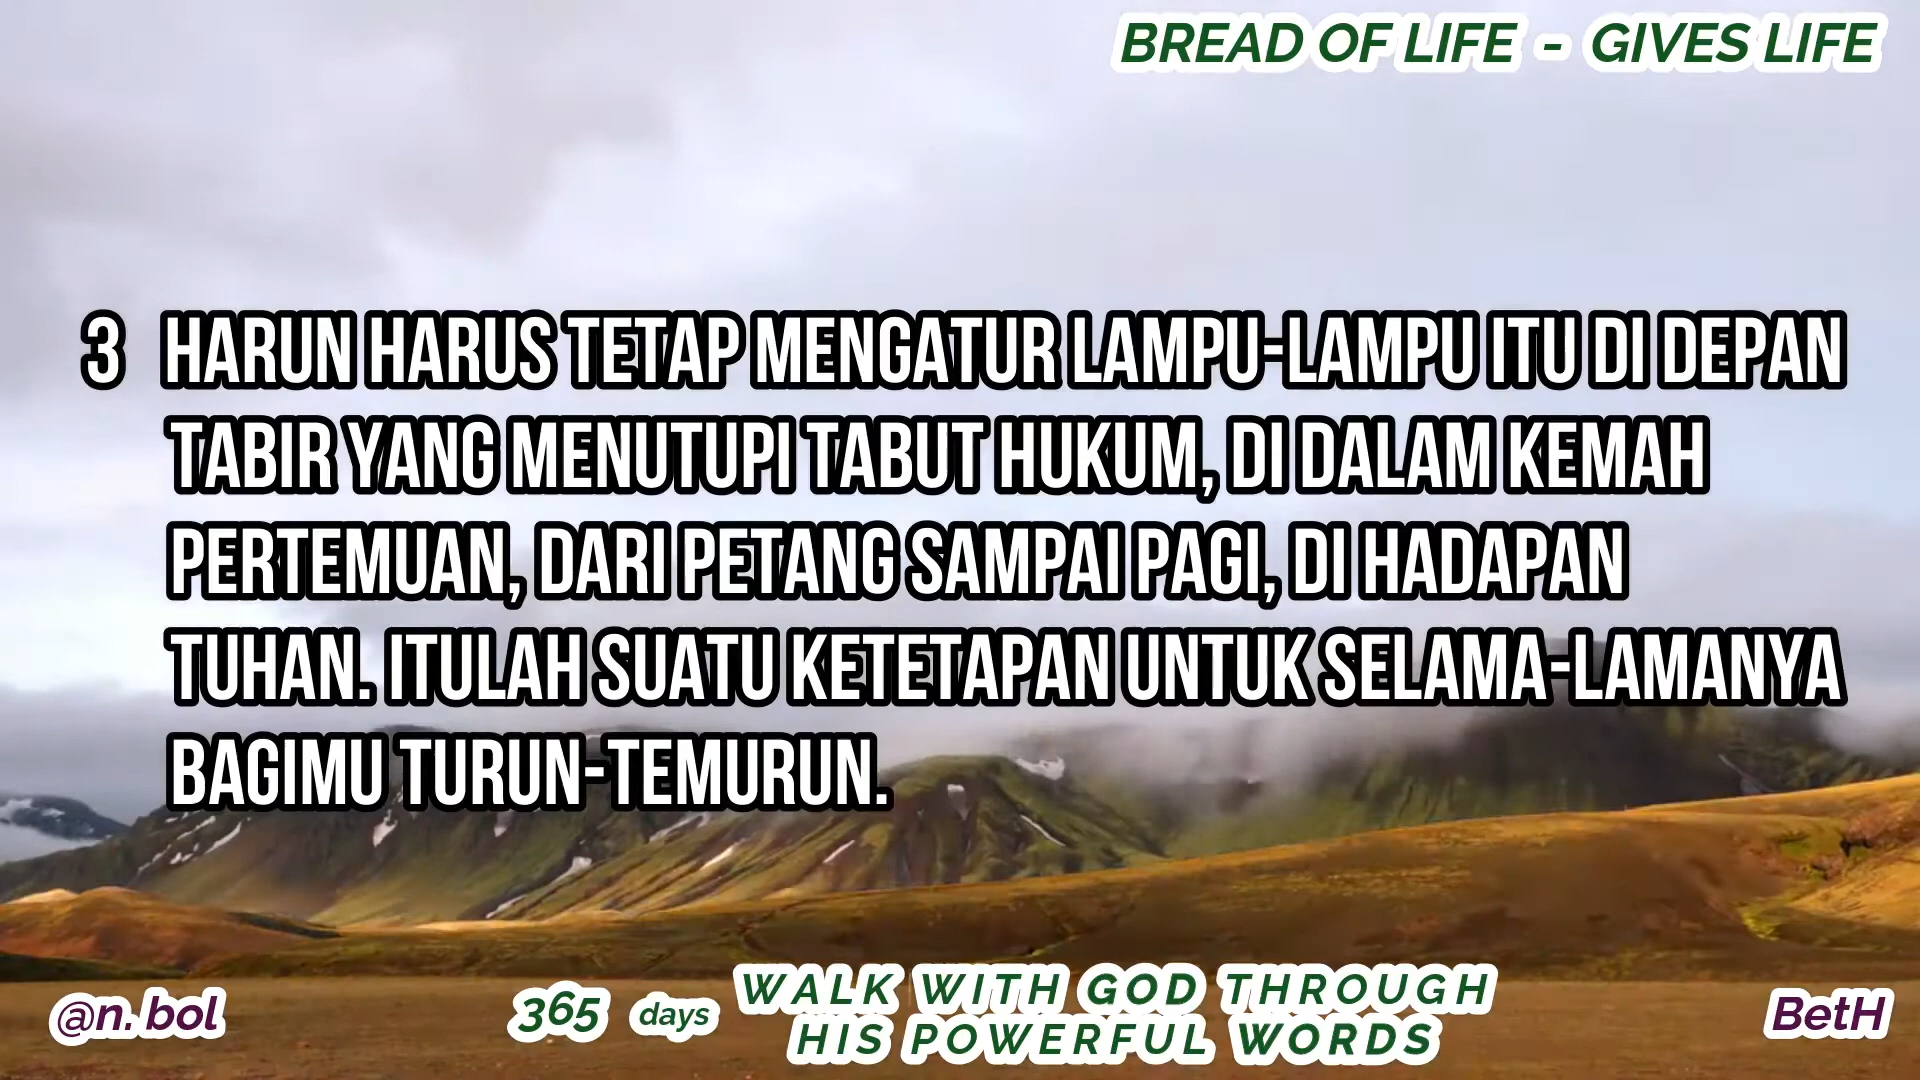 BREAD OF LIFE - GIVES LIFE
3 HARUN HARUS TETAP MENGATUR LAMPU-LAMPU ITU DI DEPAN
TABIR YANG MENUTUPI TABUT HUKUM, DI DALAM KEMAH
PERTEMUAN, DARI PETANG SAMPAI PAGI, DI HADAPAN
TUHAN. ITULAH SUATU KETETAPAN UNTUK SELAMA-LAMANYA
BAGIMU TURUN-TEMURUN.
@n. bol
365 days
WALK WITH GOD THROUGH
HIS POWERFUL WORDS
BetH